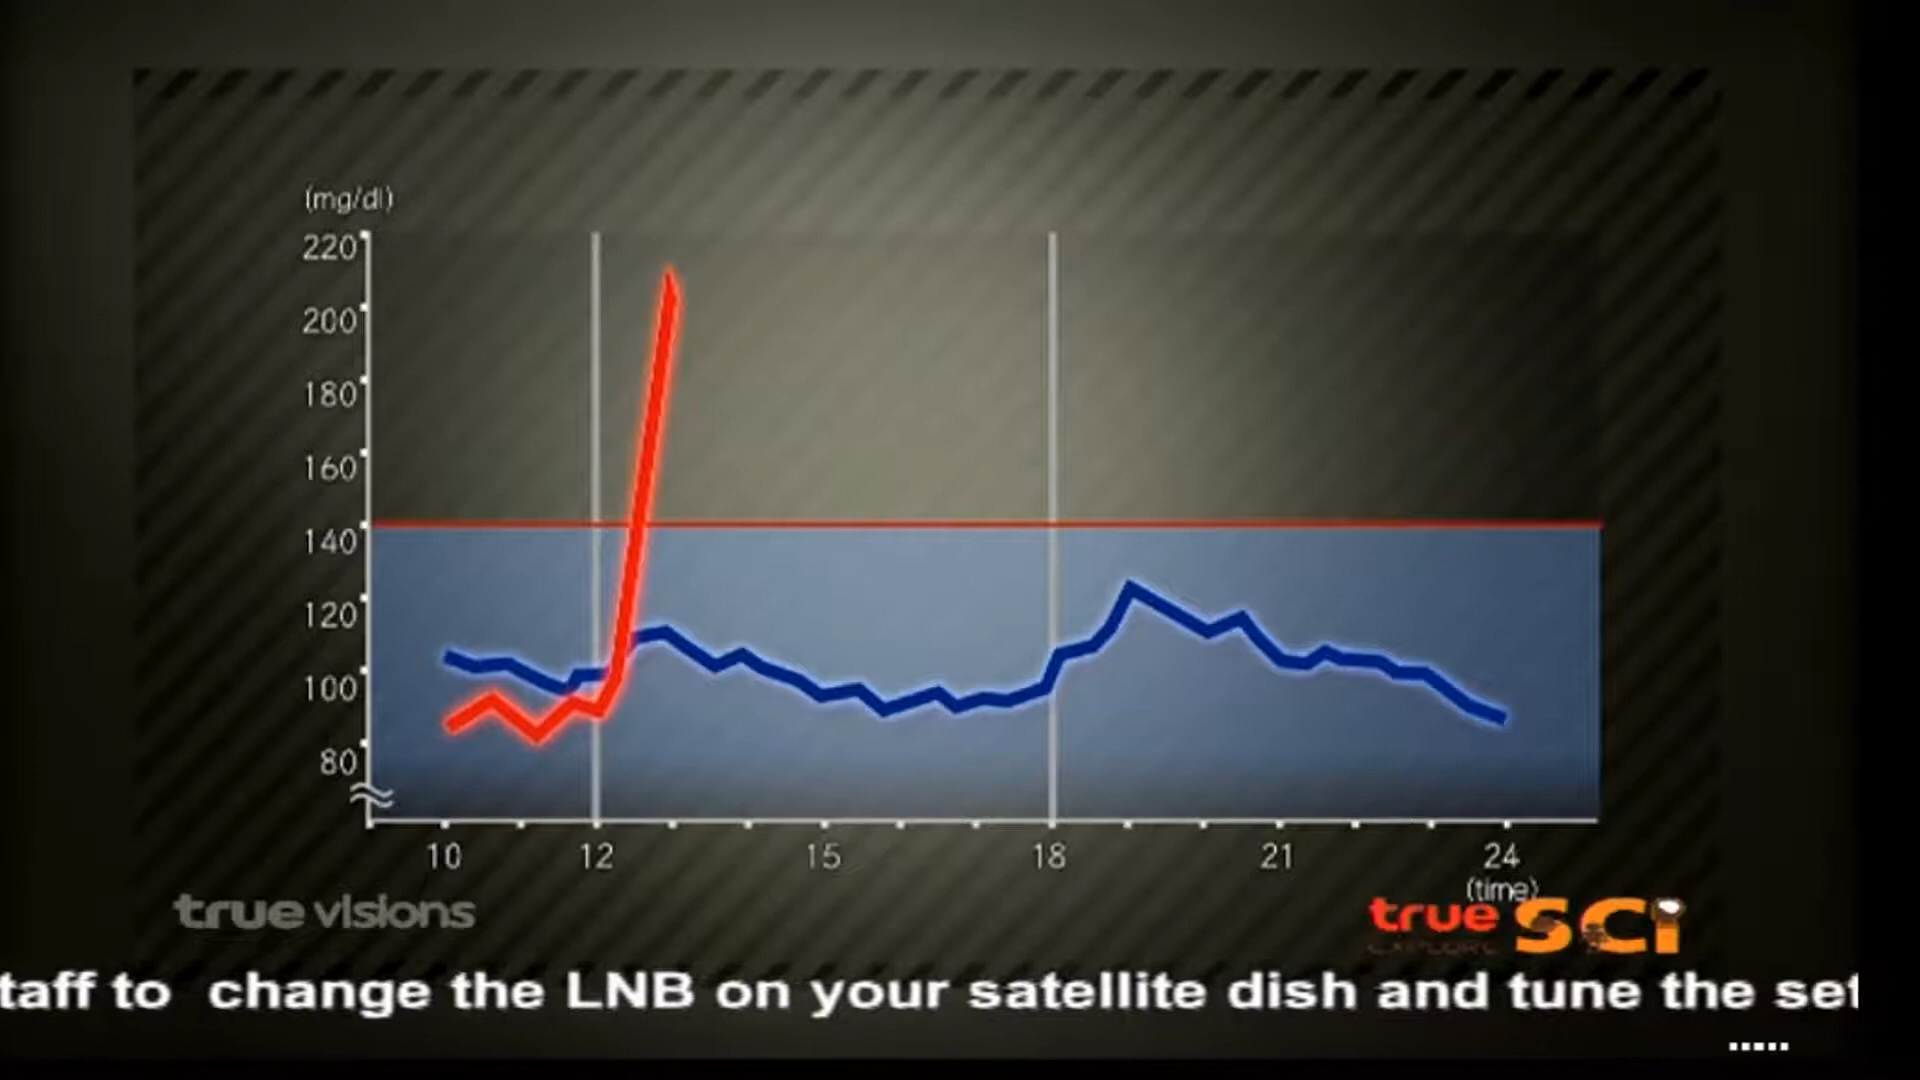 (mg/dl)
220
200
180
160
140
120
100
80
10 12 15 18 21 24
(time)
true visions
true SCi
taff to change the LNB on your satellite dish and tune the set
.....